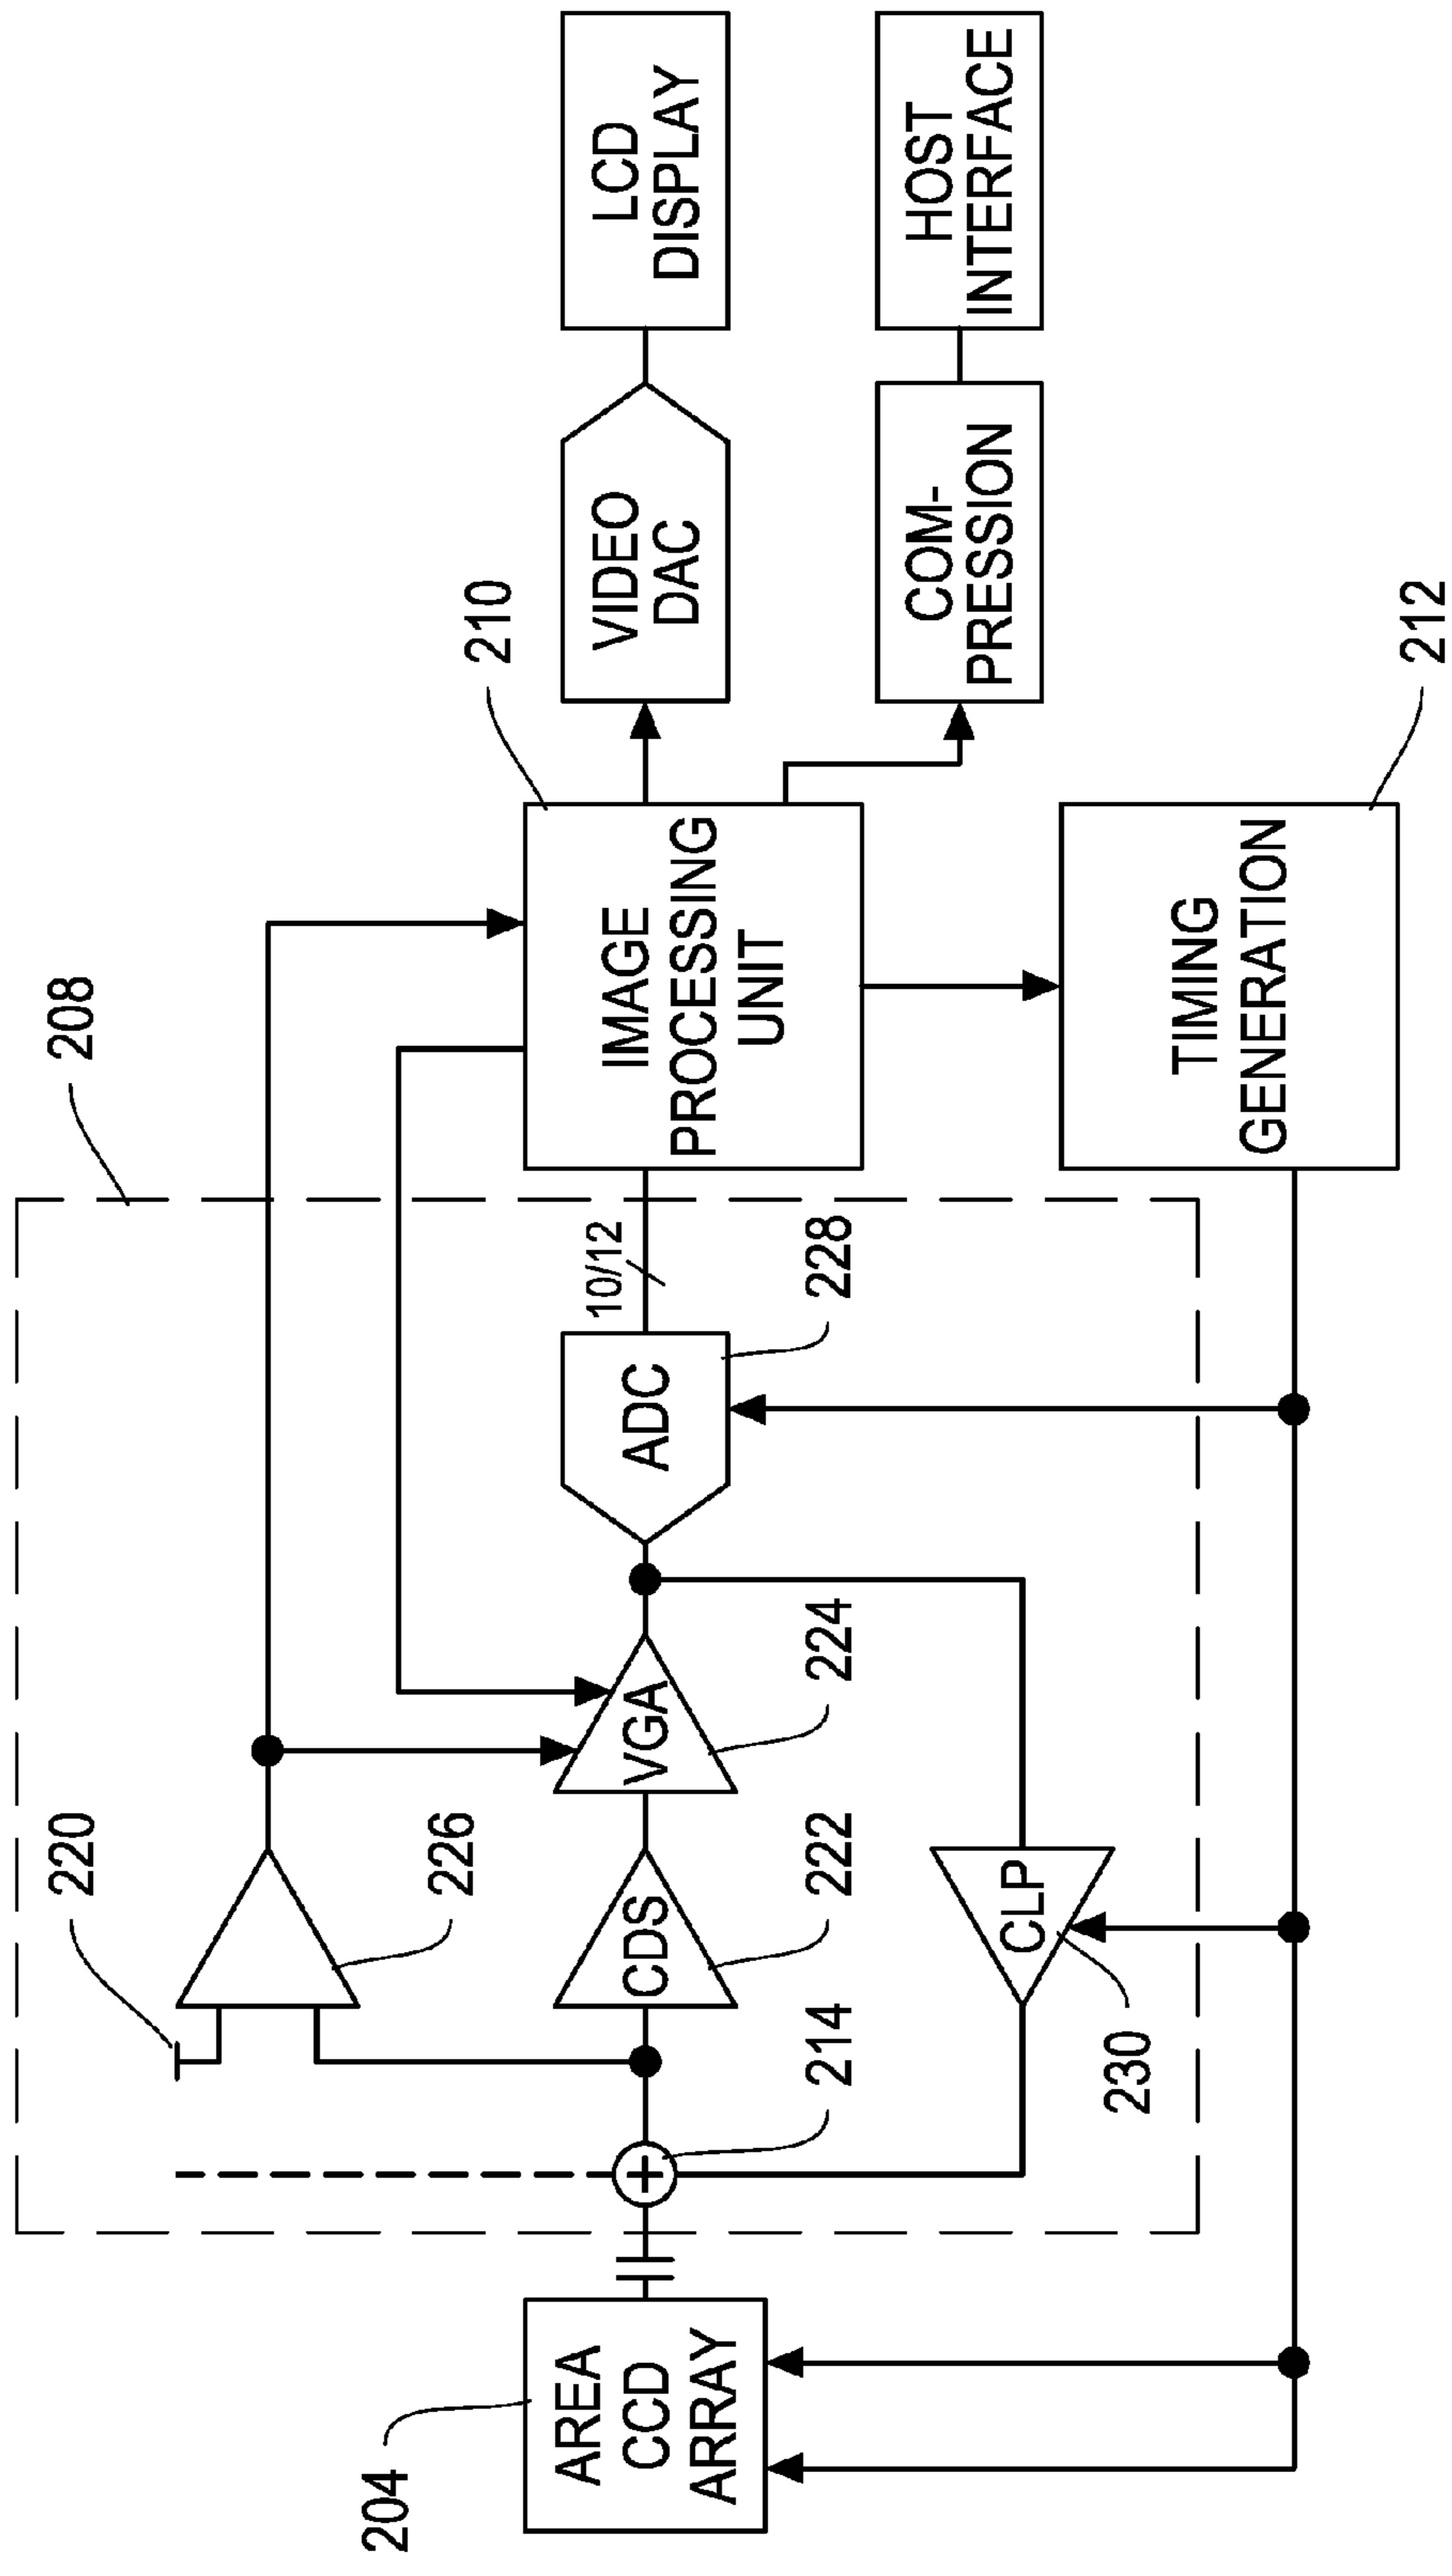 208
220
226
204
AREA
CCD
ARRAY
+
214
CDS
222
VGA
224
ADC
228
10/12
CLP
230
210
IMAGE
PROCESSING
UNIT
VIDEO
DAC
LCD
DISPLAY
COM-
PRESSION
HOST
INTERFACE
TIMING
GENERATION
212